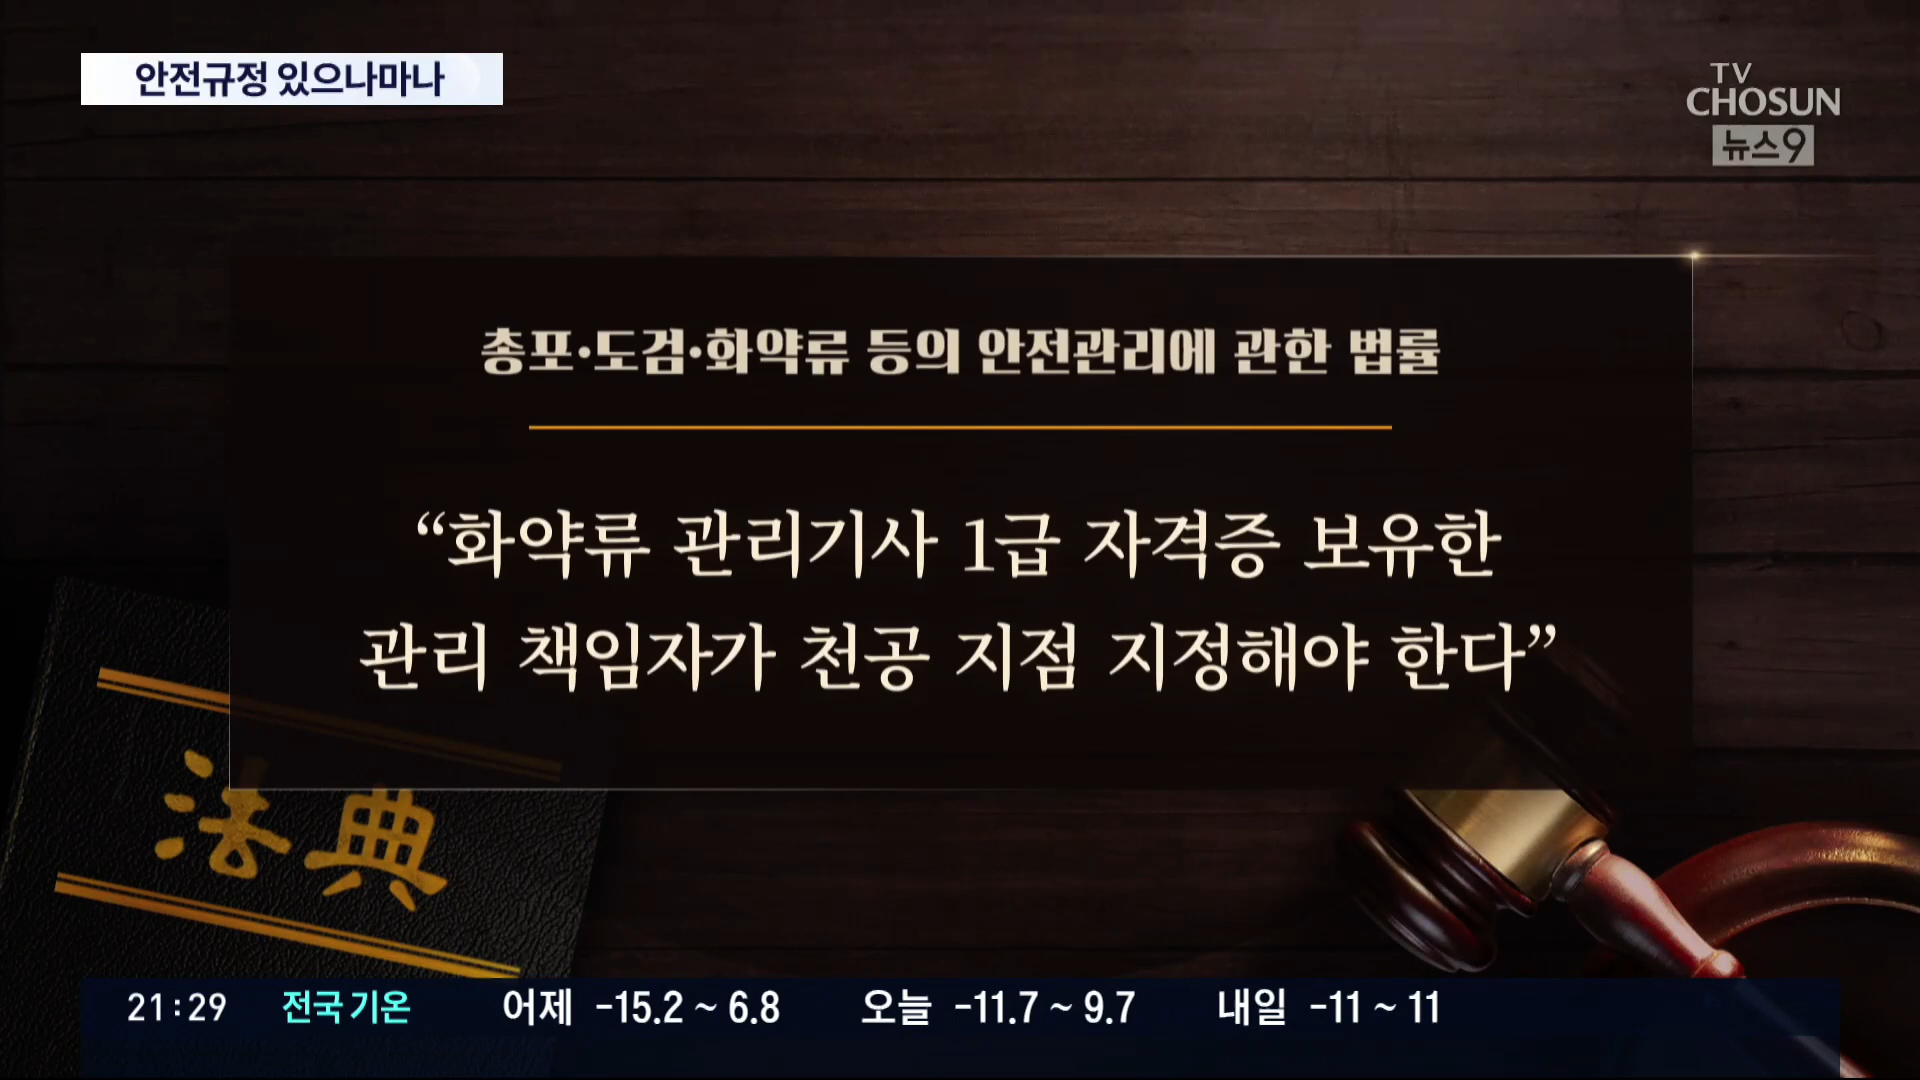 안전규정 있으나마나
TV
CHOSUN
뉴스9
총포·도검·화약류 등의 안전관리에 관한 법률
“화약류 관리기사 1급 자격증 보유한
관리 책임자가 천공 지점 지정해야 한다”
法典
21:29 전국 기온 어제 -15.2 ~ 6.8 오늘 -11.7 ~ 9.7 내일 -11 ~ 11